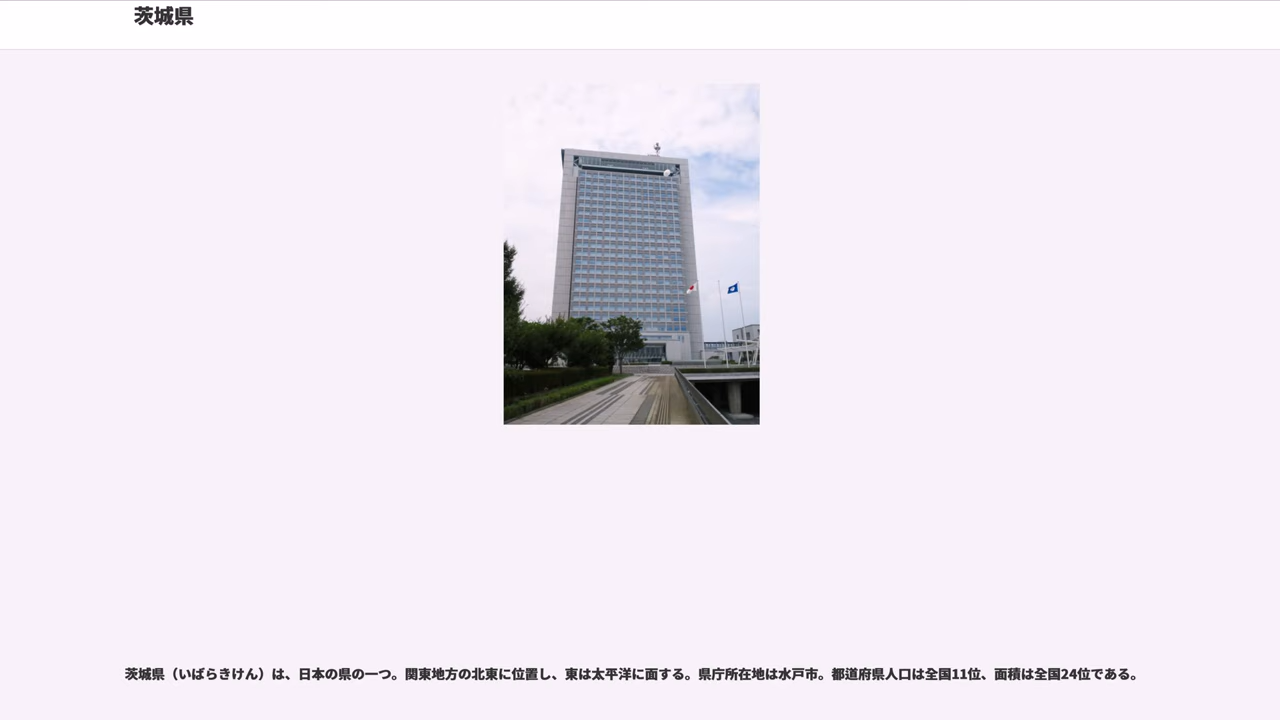 茨城県
茨城県（いばらきけん）は、日本の県の一つ。関東地方の北東に位置し、東は太平洋に面する。県庁所在地は水戸市。都道府県人口は全国11位、面積は全国24位である。